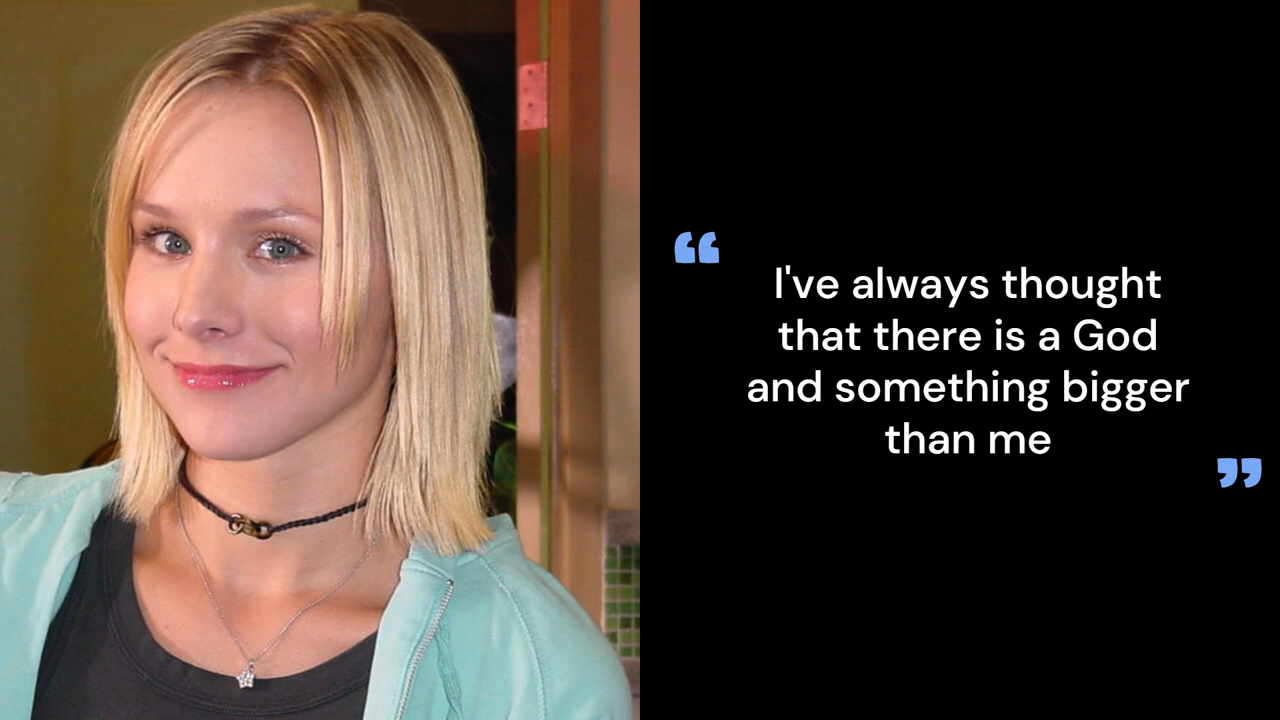 “
I've always thought
that there is a God
and something bigger
than me
”